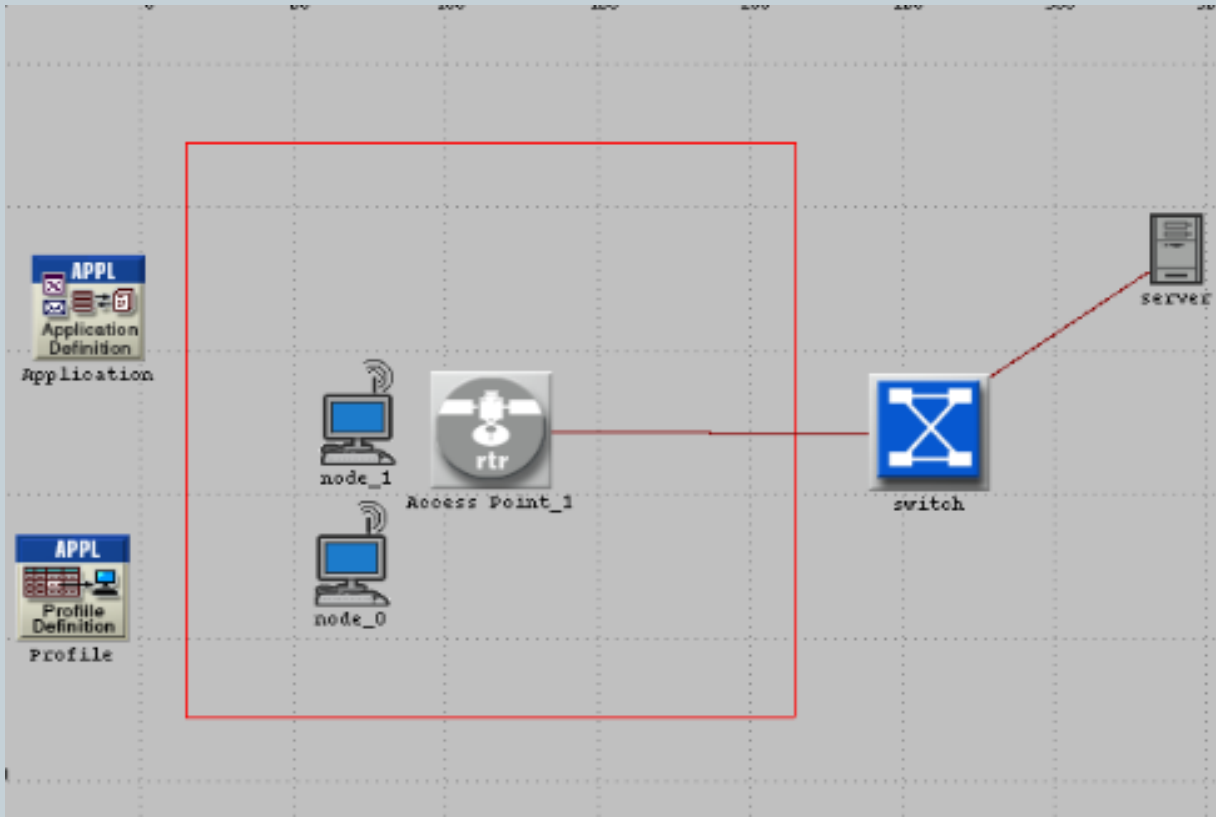 APPL
Application
Definition
Application
node_1
rtr
Access Point_1
switch
server
node_0
APPL
Profile
Definition
Profile